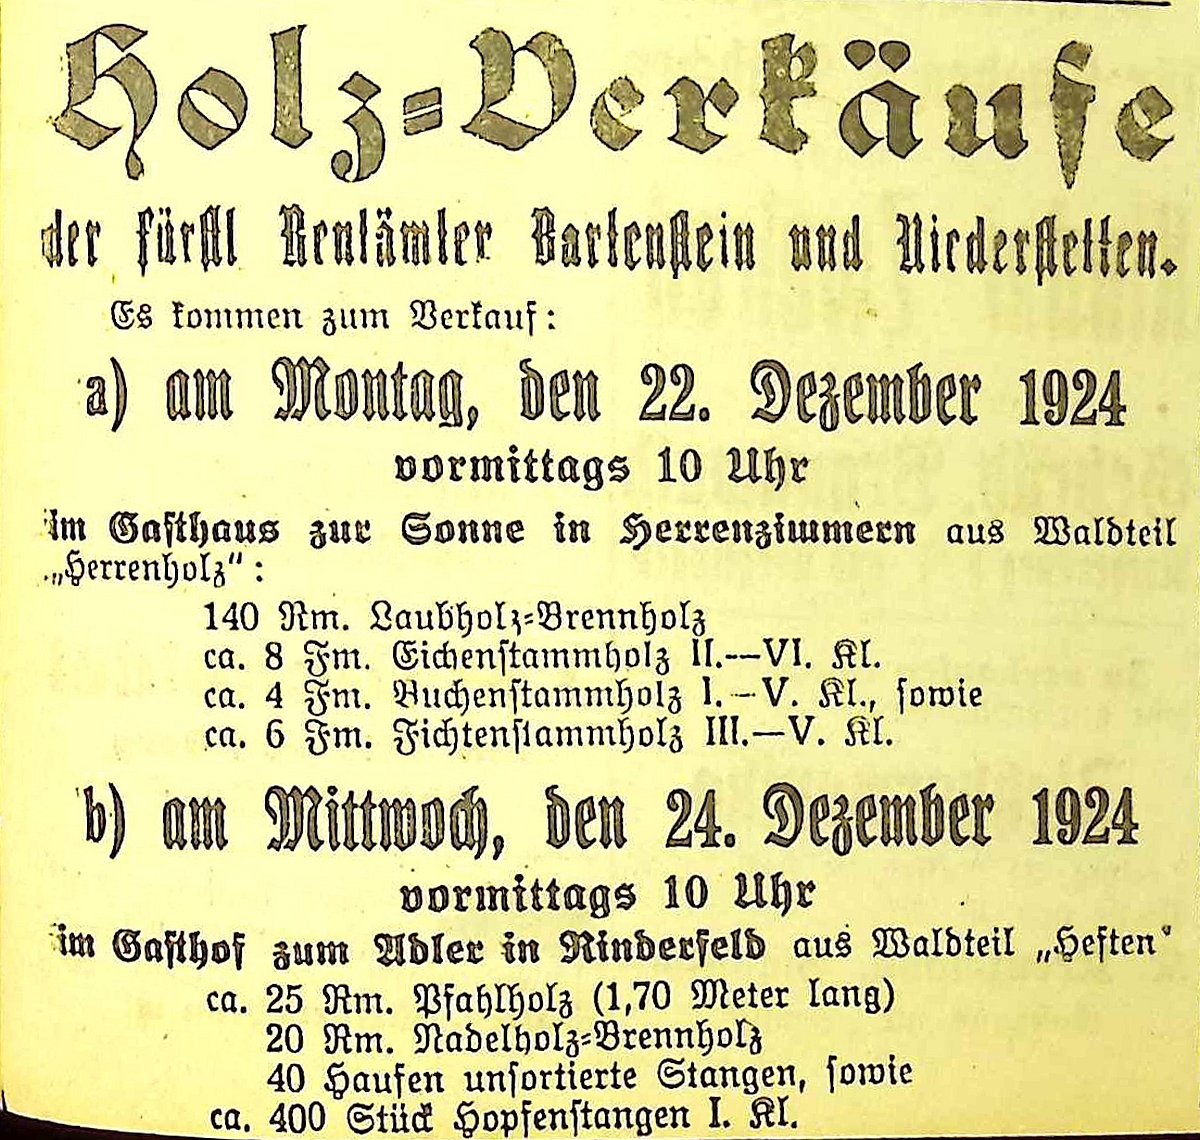 Holz=Verkäufe
der fürstl Rentämter Bartenstein und Niederstetten.
Es kommen zum Verkauf:
a) am Montag, den 22. Dezember 1924
vormittags 10 Uhr
im Gasthaus zur Sonne in Herrenzimmern aus Waldteil
„Herrenholz“:
140 Rm. Laubholz=Brennholz
ca. 8 Fm. Eichenstammholz II.—VI. Kl.
ca. 4 Fm. Buchenstammholz I.—V. Kl., sowie
ca. 6 Fm. Fichtenstammholz III.—V. Kl.
b) am Mittwoch, den 24. Dezember 1924
vormittags 10 Uhr
im Gasthof zum Adler in Rinderfeld aus Waldteil „Heften“
ca. 25 Rm. Pfahlholz (1,70 Meter lang)
20 Rm. Nadelholz=Brennholz
40 Haufen unsortierte Stangen, sowie
ca. 400 Stück Hopfenstangen I. Kl.